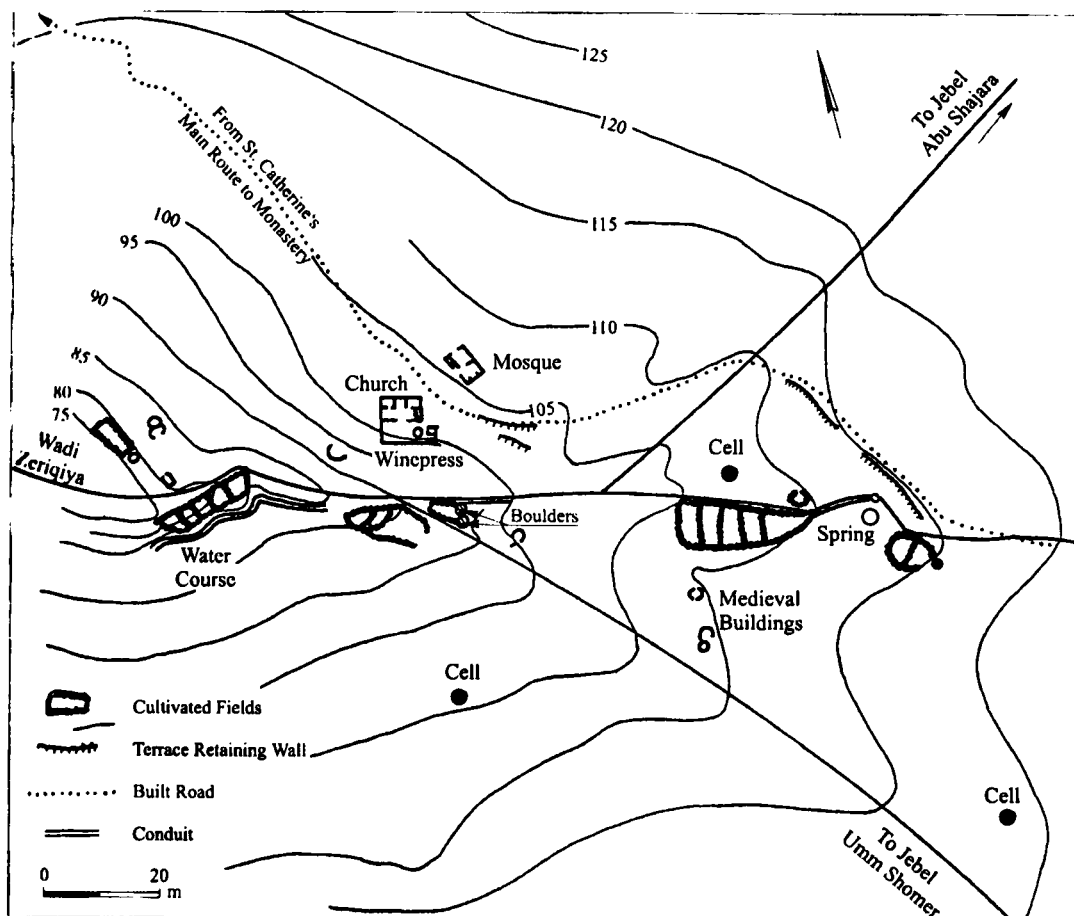 125
120
To Jebel
Abu Shajara
From St. Catherine's
Main Route to Monastery
115
100
95
90
110
85
Mosque
Church
80
105
75
Wadi
Zeriqiya
Winepress
Cell
Boulders
Spring
Water
Course
Medieval
Buildings
Cell
Cultivated Fields
Terrace Retaining Wall
Built Road
Cell
Conduit
To Jebel
Umm Shomer
0 20
m